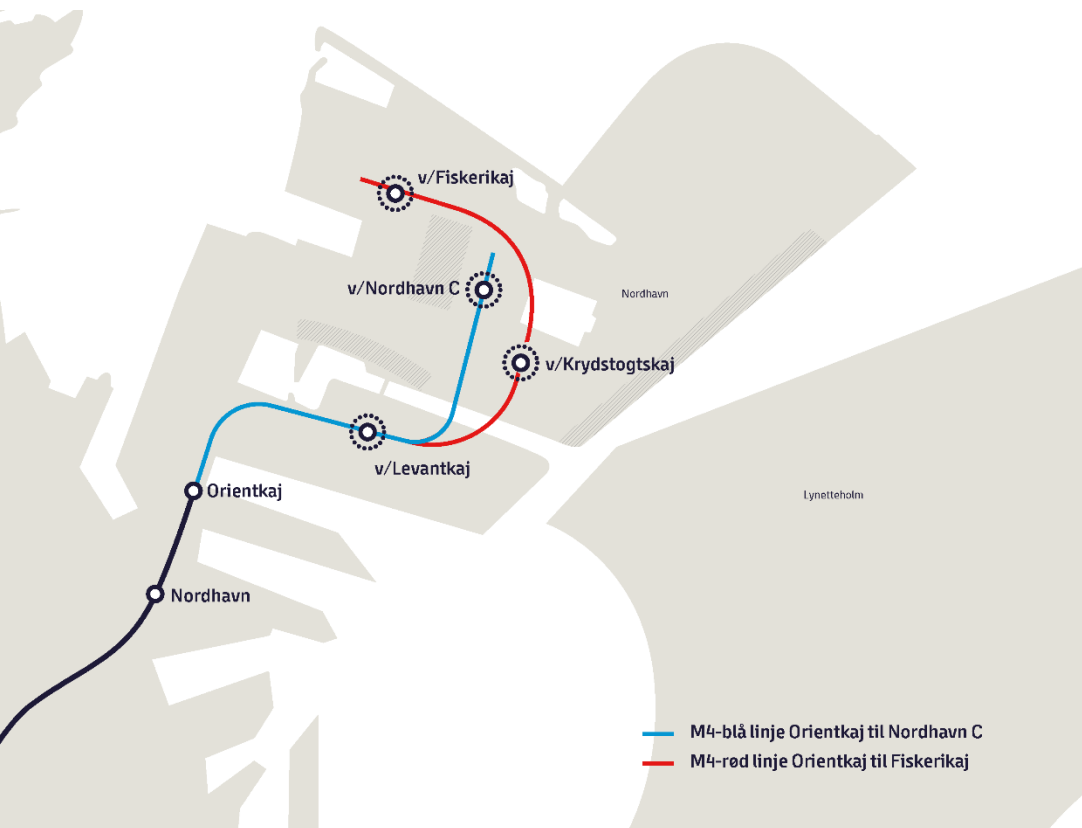 v/Fiskerikaj
v/Nordhavn C
Nordhavn
v/Krydstogtskaj
v/Levantkaj
Orientkaj
Lynetteholm
Nordhavn
M4-blå linje Orientkaj til Nordhavn C
M4-rød linje Orientkaj til Fiskerikaj